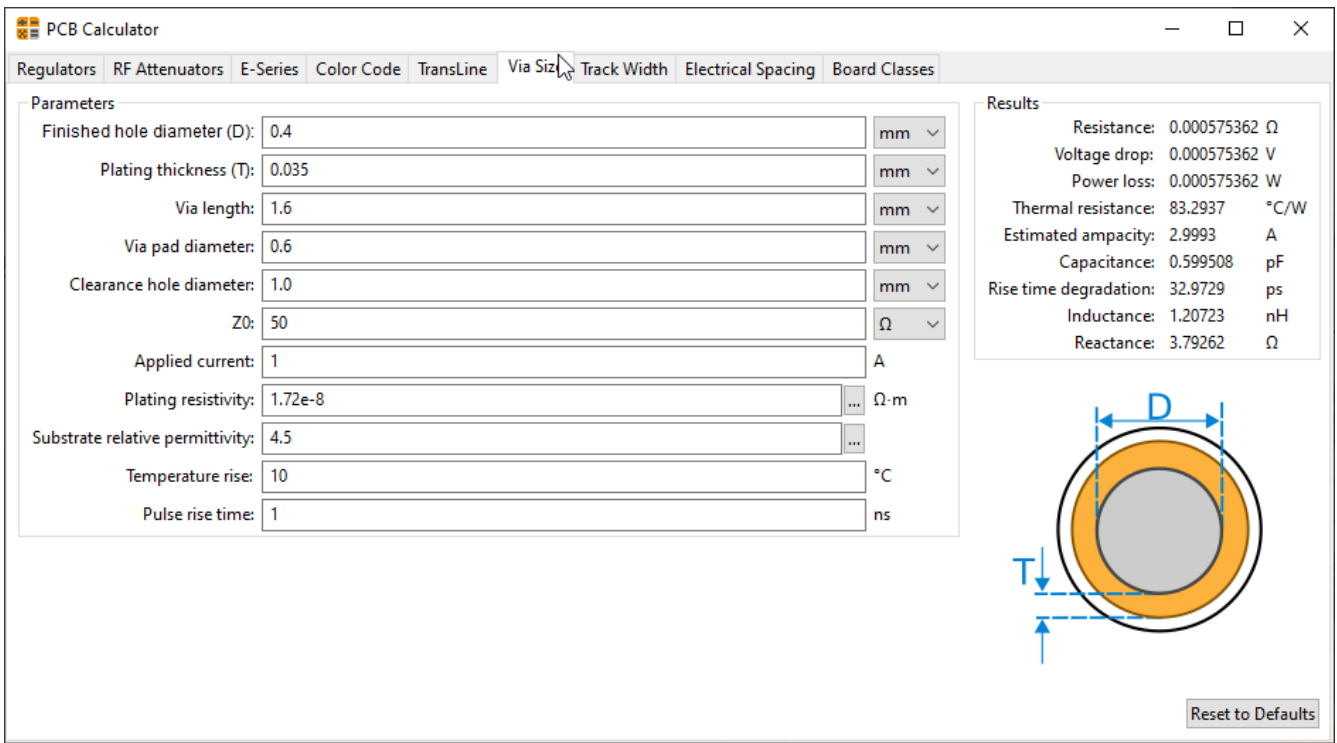 PCB Calculator
Regulators RF Attenuators E-Series Color Code TransLine Via Size Track Width Electrical Spacing Board Classes
Parameters
Finished hole diameter (D): 0.4 mm
Plating thickness (T): 0.035 mm
Via length: 1.6 mm
Via pad diameter: 0.6 mm
Clearance hole diameter: 1.0 mm
Z0: 50 Ω
Applied current: 1 A
Plating resistivity: 1.72e-8 ... Ω·m
Substrate relative permittivity: 4.5 ...
Temperature rise: 10 °C
Pulse rise time: 1 ns
Results
Resistance: 0.000575362 Ω
Voltage drop: 0.000575362 V
Power loss: 0.000575362 W
Thermal resistance: 83.2937 °C/W
Estimated ampacity: 2.9993 A
Capacitance: 0.599508 pF
Rise time degradation: 32.9729 ps
Inductance: 1.20723 nH
Reactance: 3.79262 Ω
D
T
Reset to Defaults